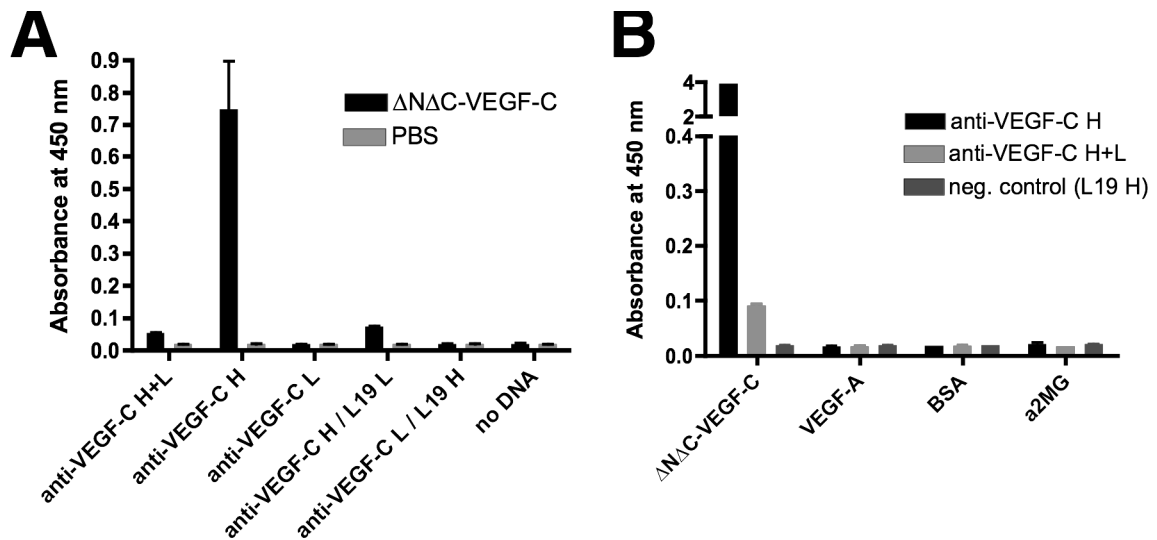 A
Absorbance at 450 nm
0.9
0.8
0.7
0.6
0.5
0.4
0.3
0.2
0.1
0.0
ΔNΔC-VEGF-C
PBS
anti-VEGF-C H+L
anti-VEGF-C H
anti-VEGF-C L
anti-VEGF-C H / L19 L
anti-VEGF-C L / L19 H
no DNA
B
Absorbance at 450 nm
4
2
0.4
0.3
0.2
0.1
0.0
anti-VEGF-C H
anti-VEGF-C H+L
neg. control (L19 H)
ΔNΔC-VEGF-C
VEGF-A
BSA
a2MG